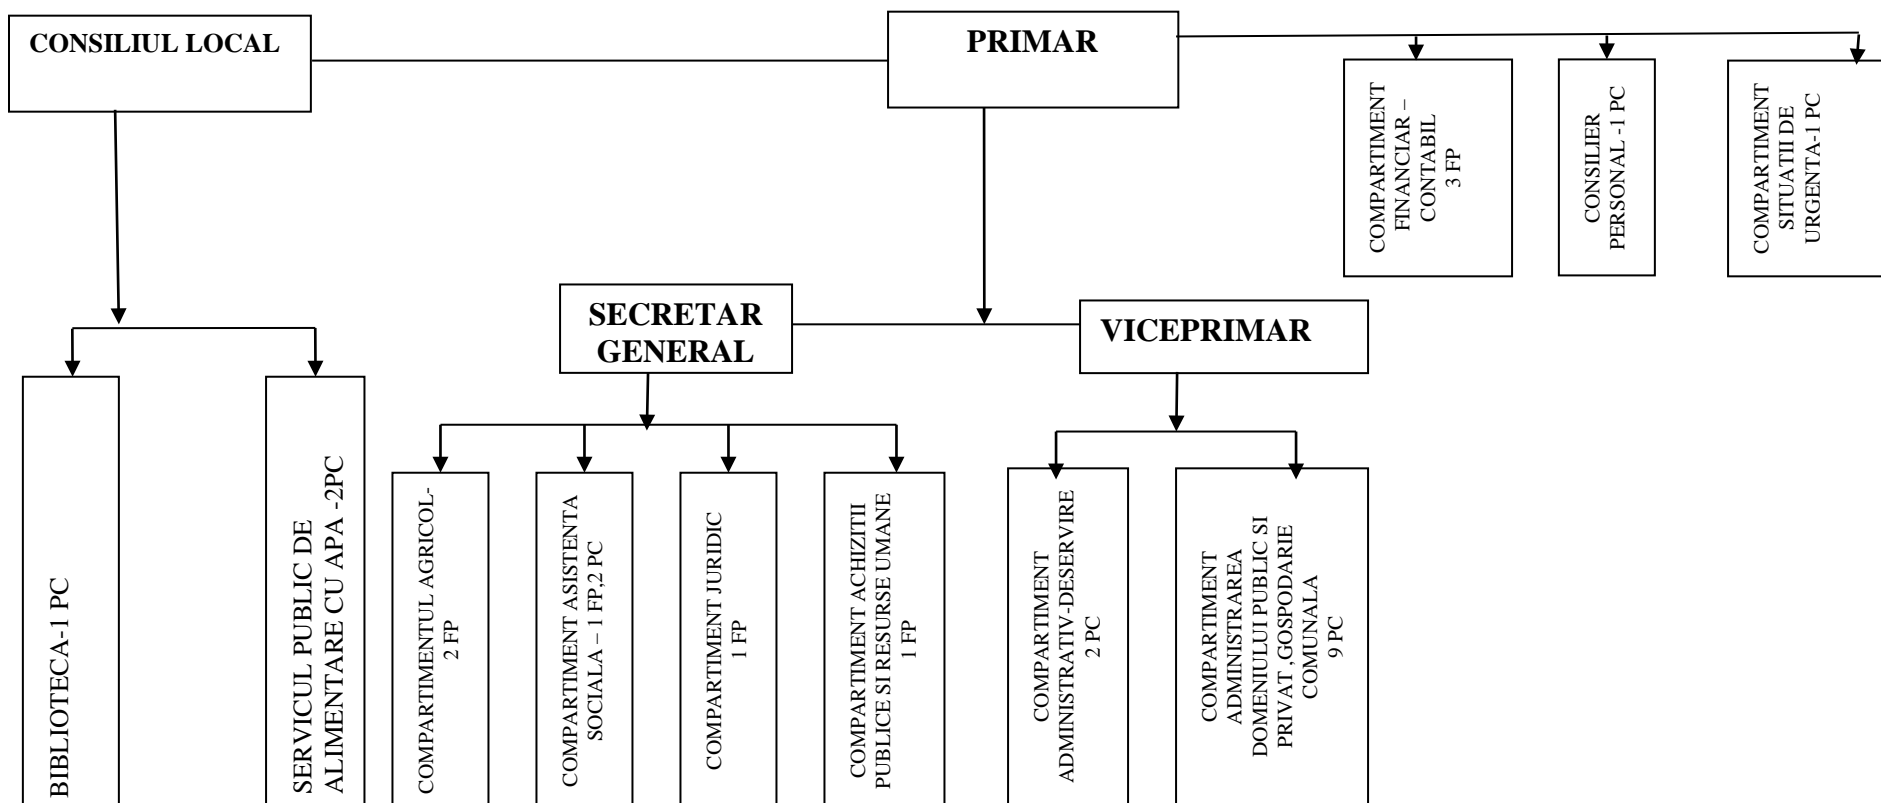 CONSILIUL LOCAL
PRIMAR
COMPARTIMENT
FINANCIAR –
CONTABIL
3 FP
CONSILIER
PERSONAL -1 PC
COMPARTIMENT
SITUATII DE
URGENTA-1 PC
SECRETAR
GENERAL
VICEPRIMAR
BIBLIOTECA-1 PC
SERVICUL PUBLIC DE
ALIMENTARE CU APA -2PC
COMPARTIMENTUL AGRICOL-
2 FP
COMPARTIMENT ASISTENTA
SOCIALA – 1 FP,2 PC
COMPARTIMENT JURIDIC
1 FP
COMPARTIMENT ACHIZITII
PUBLICE SI RESURSE UMANE
1 FP
COMPARTIMENT
ADMINISTRATIV-DESERVIRE
2 PC
COMPARTIMENT
ADMINISTRAREA
DOMENIULUI PUBLIC SI
PRIVAT ,GOSPODARIE
COMUNALA
9 PC